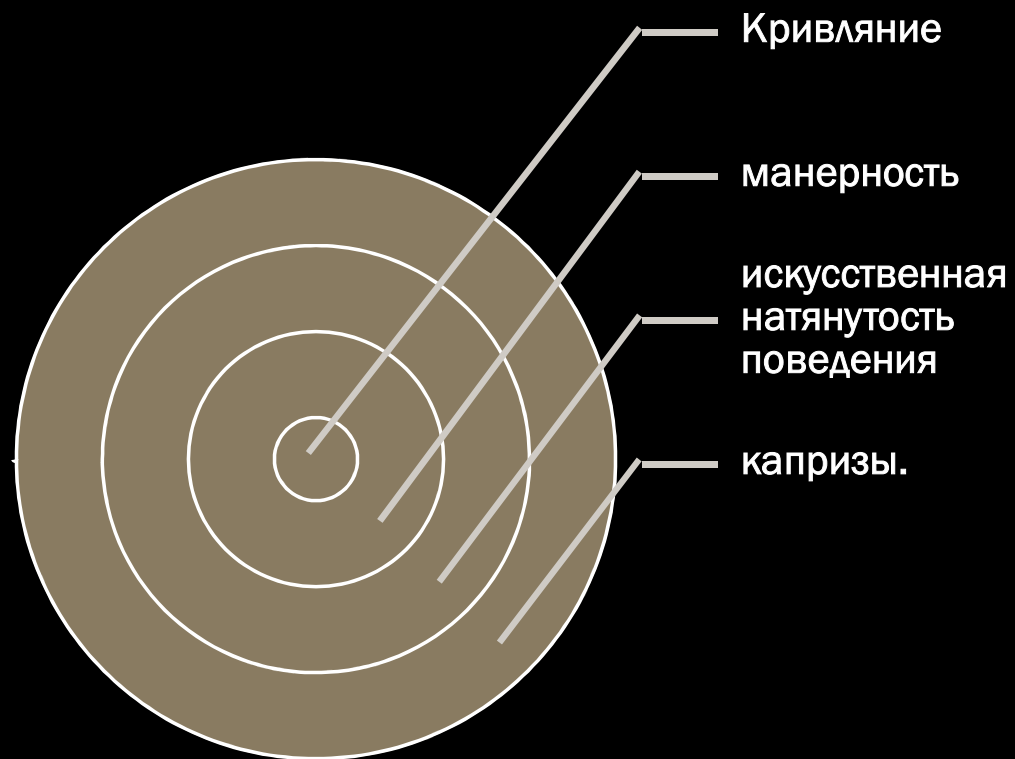 Кривляние
манерность
искусственная
натянутость
поведения
капризы.